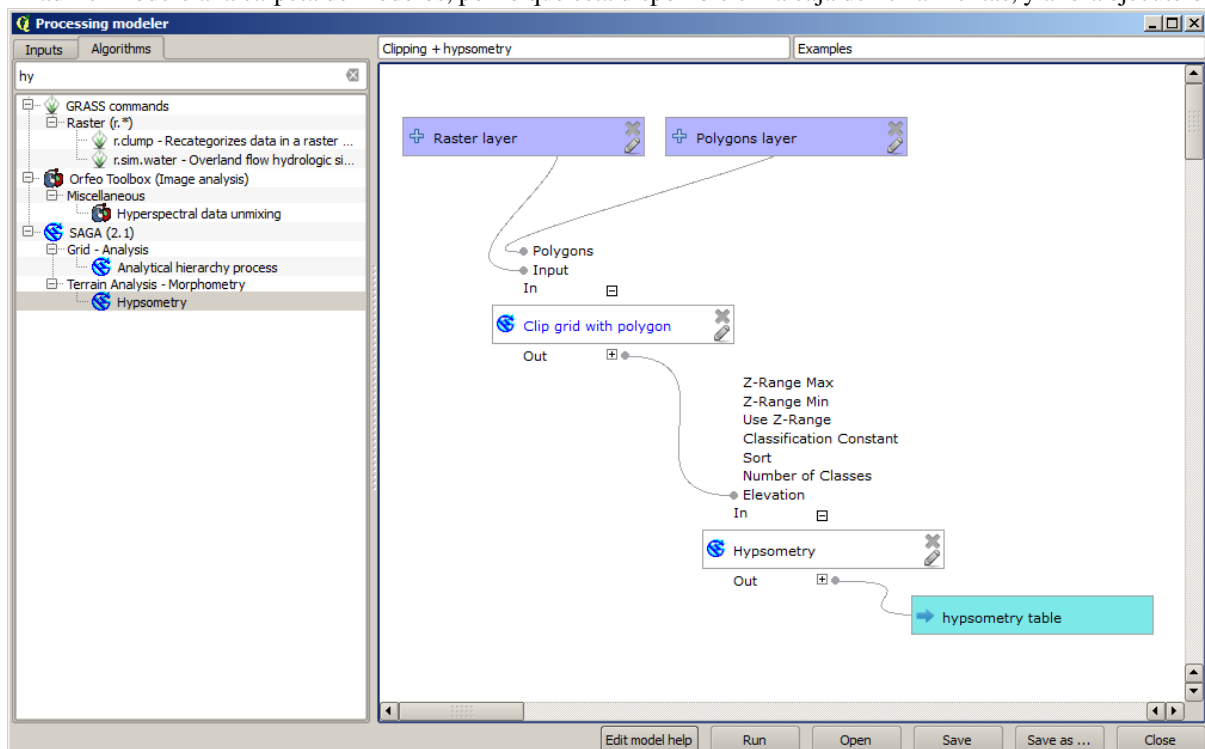 Processing modeler
Inputs
Algorithms
hy
GRASS commands
Raster (r.*)
r.clump - Recategorizes data in a raster ...
r.sim.water - Overland flow hydrologic si...
Orfeo Toolbox (Image analysis)
Miscellaneous
Hyperspectral data unmixing
SAGA (2.1)
Grid - Analysis
Analytical hierarchy process
Terrain Analysis - Morphometry
Hypsometry
Clipping + hypsometry
Examples
Raster layer
Polygons layer
Polygons
Input
In
Clip grid with polygon
Out
Z-Range Max
Z-Range Min
Use Z-Range
Classification Constant
Sort
Number of Classes
Elevation
In
Hypsometry
Out
hypsometry table
Edit model help
Run
Open
Save
Save as ...
Close